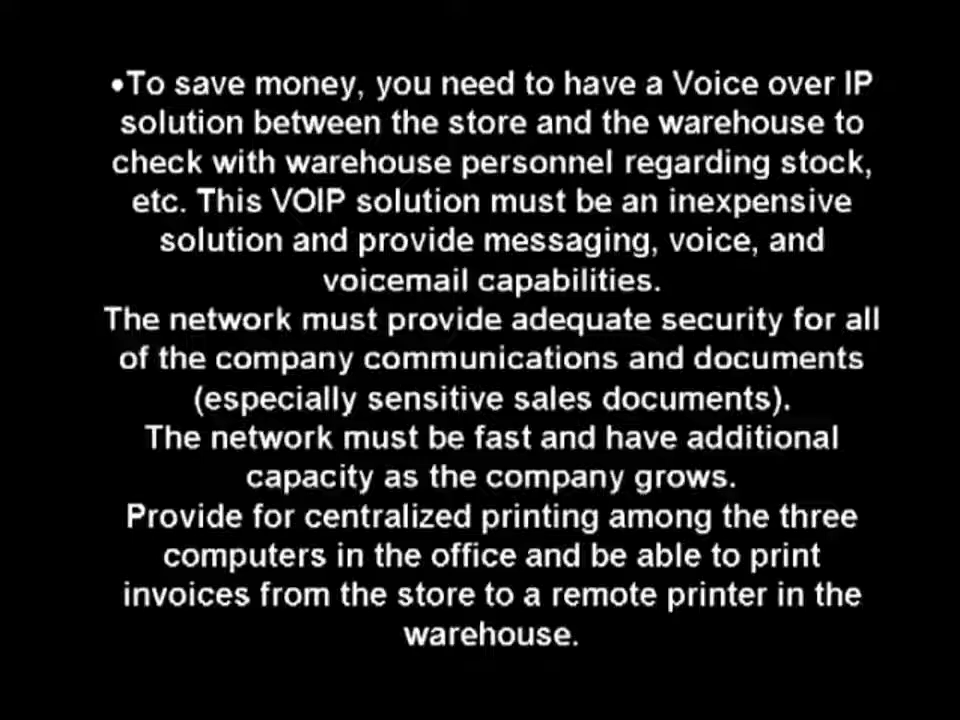 •To save money, you need to have a Voice over IP
solution between the store and the warehouse to
check with warehouse personnel regarding stock,
etc. This VOIP solution must be an inexpensive
solution and provide messaging, voice, and
voicemail capabilities.
The network must provide adequate security for all
of the company communications and documents
(especially sensitive sales documents).
The network must be fast and have additional
capacity as the company grows.
Provide for centralized printing among the three
computers in the office and be able to print
invoices from the store to a remote printer in the
warehouse.